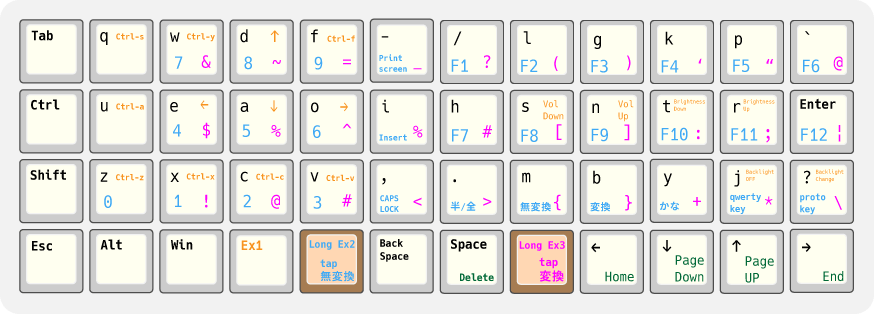 Tab
q Ctrl-s
w Ctrl-y
7 &
d ↑
8 ~
f Ctrl-f
9 =
-
Print
screen _
/
F1 ?
l
F2 (
g
F3 )
k
F4 ‘
p
F5 “
`
F6 @
Ctrl
u Ctrl-a
e ←
4 $
a ↓
5 %
o →
6 ^
i
Insert %
h
F7 #
s Vol
Down
F8 [
n Vol
Up
F9 ]
t Brightness
Down
F10 :
r Brightness
Up
F11 ;
Enter
F12 ¦
Shift
z Ctrl-z
0
x Ctrl-x
1 !
c Ctrl-c
2 @
v Ctrl-v
3 #
,
CAPS
LOCK <
.
半/全 >
m
無変換 {
b
変換 }
y
かな +
j Backlight
OFF
qwerty
key *
? Backlight
Change
proto
key \
Esc
Alt
Win
Ex1
Long Ex2
tap
無変換
Back
Space
Space
Delete
Long Ex3
tap
変換
←
Home
↓
Page
Down
↑
Page
UP
→
End